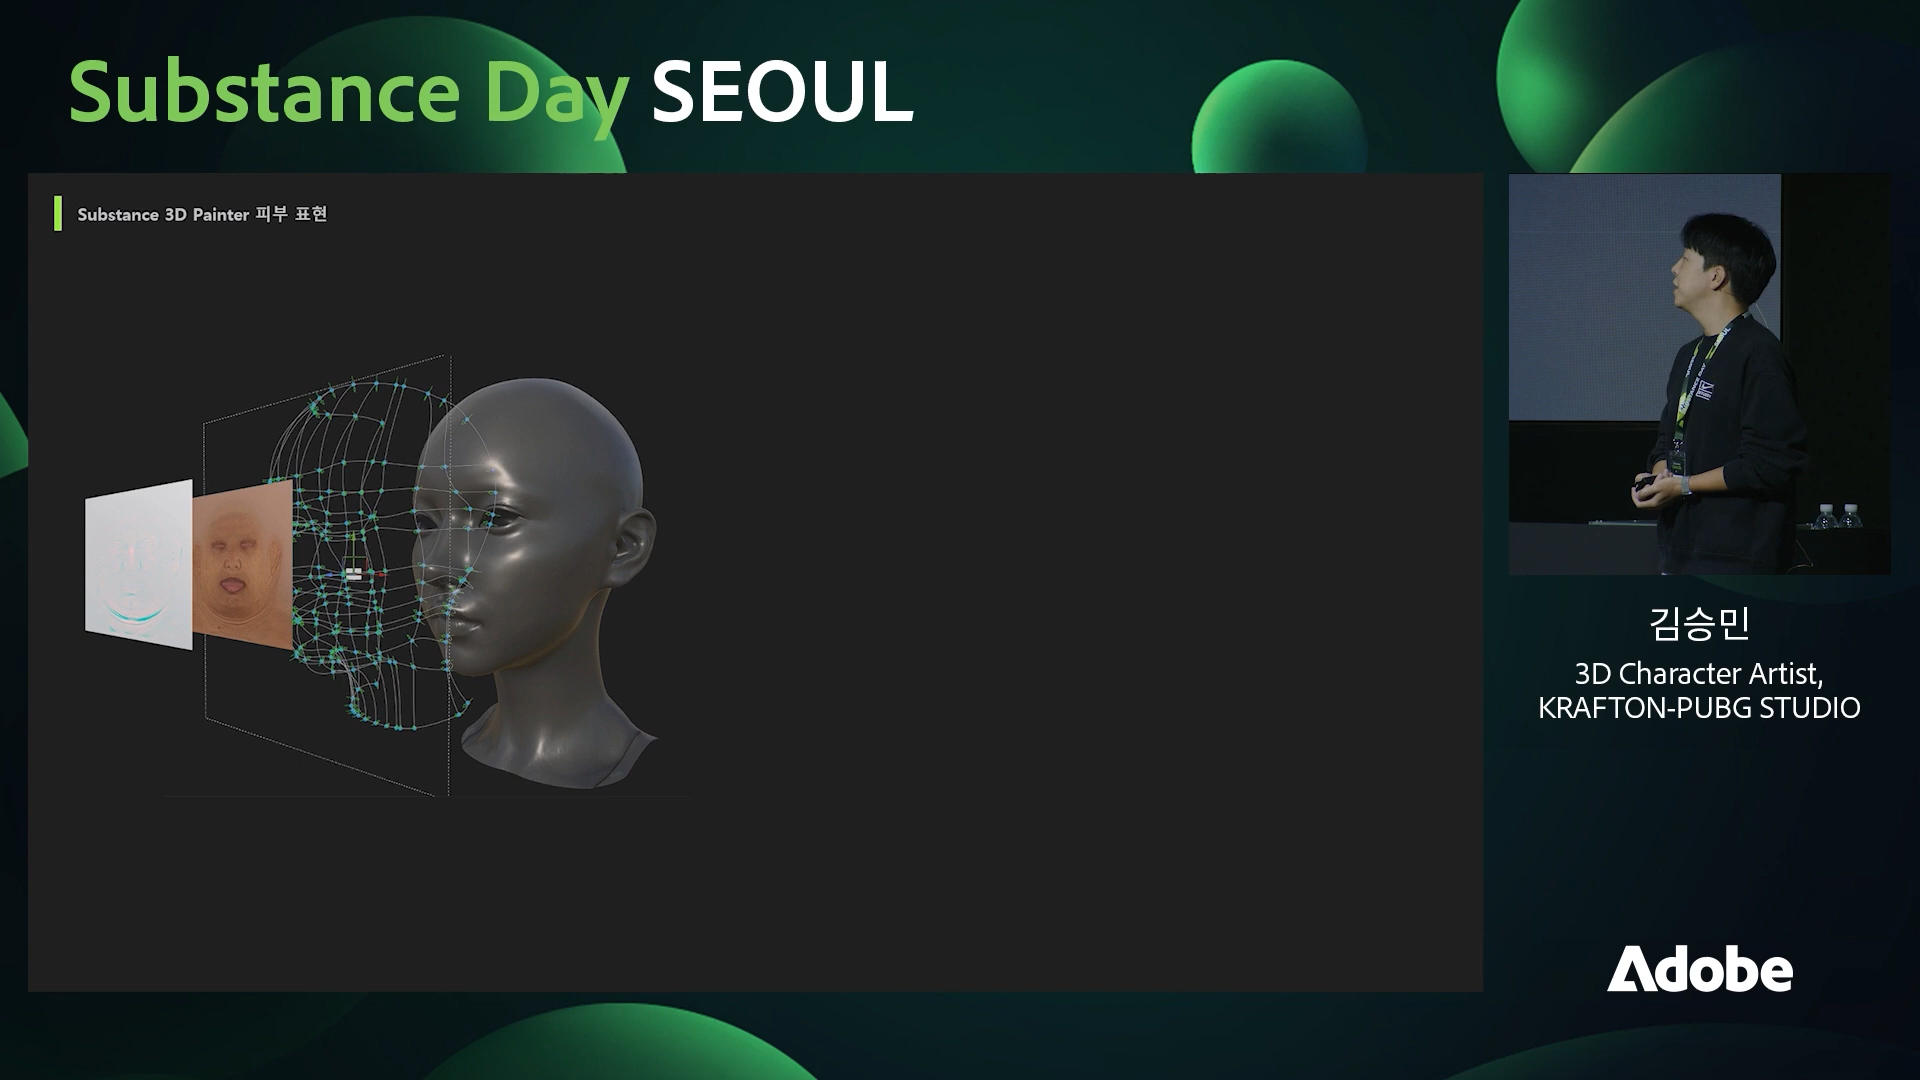 Substance Day SEOUL
Substance 3D Painter 피부 표현
김승민
3D Character Artist,
KRAFTON-PUBG STUDIO
Adobe